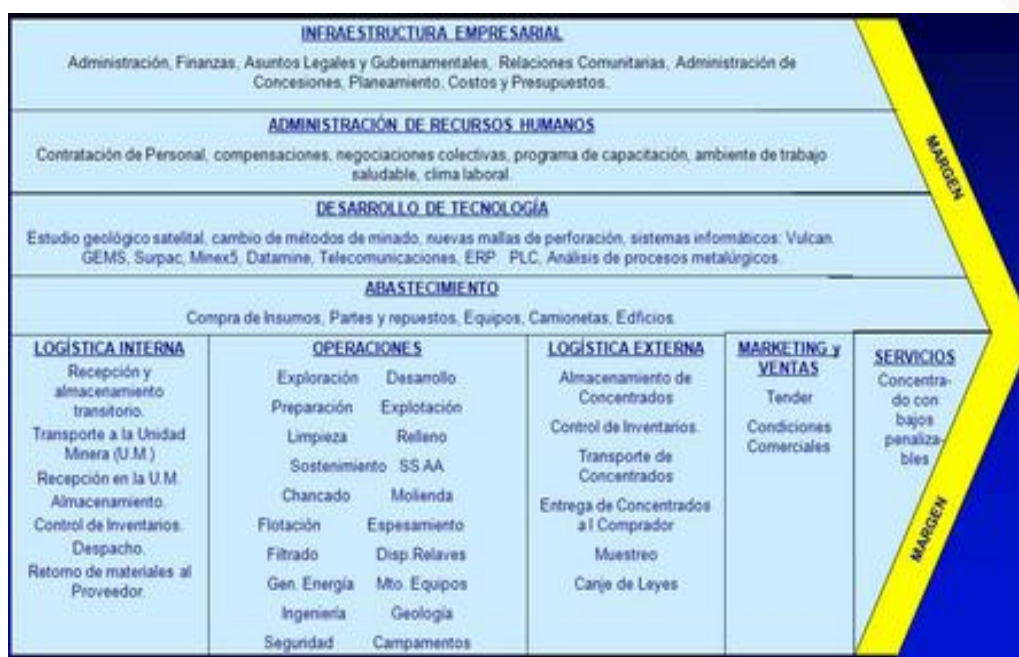 INFRAESTRUCTURA EMPRESARIAL
Administración, Finanzas, Asuntos Legales y Gubernamentales, Relaciones Comunitarias, Administración de
Concesiones, Planeamiento, Costos y Presupuestos.
ADMINISTRACIÓN DE RECURSOS HUMANOS
Contratación de Personal, compensaciones, negociaciones colectivas, programa de capacitación, ambiente de trabajo
saludable, clima laboral.
DESARROLLO DE TECNOLOGÍA
Estudio geológico satelital, cambio de métodos de minado, nuevas mallas de perforación, sistemas informáticos: Vulcan
GEMS, Surpac, Minex5, Datamine, Telecomunicaciones, ERP PLC, Análisis de procesos metalúrgicos
ABASTECIMIENTO
Compra de Insumos, Partes y repuestos, Equipos, Camionetas, Edficios.
MARGEN
LOGÍSTICA INTERNA
Recepción y
almacenamiento
transitorio.
Transporte a la Unidad
Minera (U.M.)
Recepción en la U.M.
Almacenamiento.
Control de Inventarios.
Despacho.
Retorno de materiales al
Proveedor.
OPERACIONES
Exploración Desarrollo
Preparación Explotación
Limpieza Relleno
Sostenimiento SS AA
Chancado Molienda
Flotación Espesamiento
Filtrado Disp.Relaves
Gen. Energía Mto. Equipos
Ingeniería Geología
Seguridad Campamentos
LOGÍSTICA EXTERNA
Almacenamiento de
Concentrados
Control de Inventarios.
Transporte de
Concentrados
Entrega de Concentrados
a l Comprador
Muestreo
Canje de Leyes
MARKETING y
VENTAS
Tender
Condiciones
Comerciales
SERVICIOS
Concentra-
do con
bajos
penaliza-
bles
MARGEN